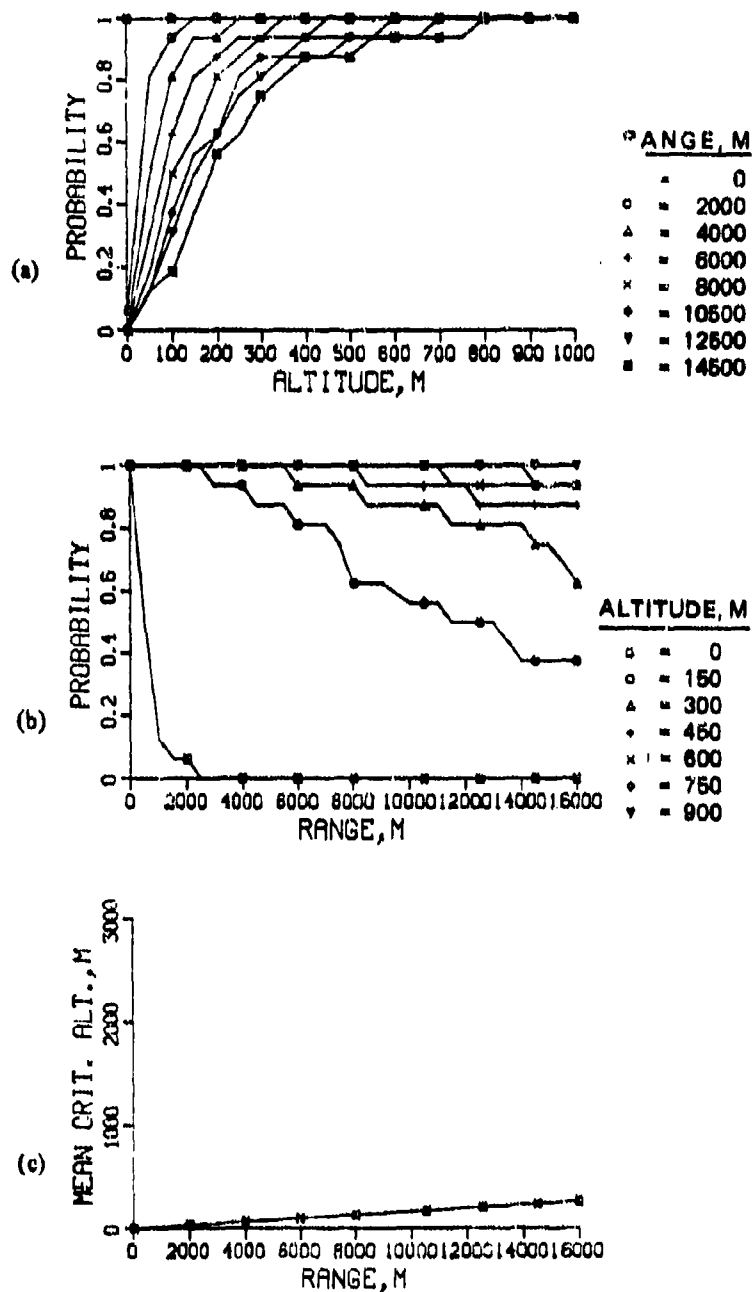 (a)
PROBABILITY
0 0.2 0.4 0.6 0.8 1
0 100 200 300 400 500 600 700 800 900 1000
ALTITUDE, M
ANGE, M
0
= 2000
= 4000
= 6000
= 8000
= 10500
= 12500
= 14500
(b)
PROBABILITY
0 0.2 0.4 0.6 0.8 1
0 2000 4000 6000 8000 10000 12000 14000 16000
RANGE, M
ALTITUDE, M
= 0
= 150
= 300
= 450
= 600
= 750
= 900
(c)
MEAN CRIT. ALT., M
0 1000 2000 3000
0 2000 4000 6000 8000 10000 12000 14000 16000
RANGE, M